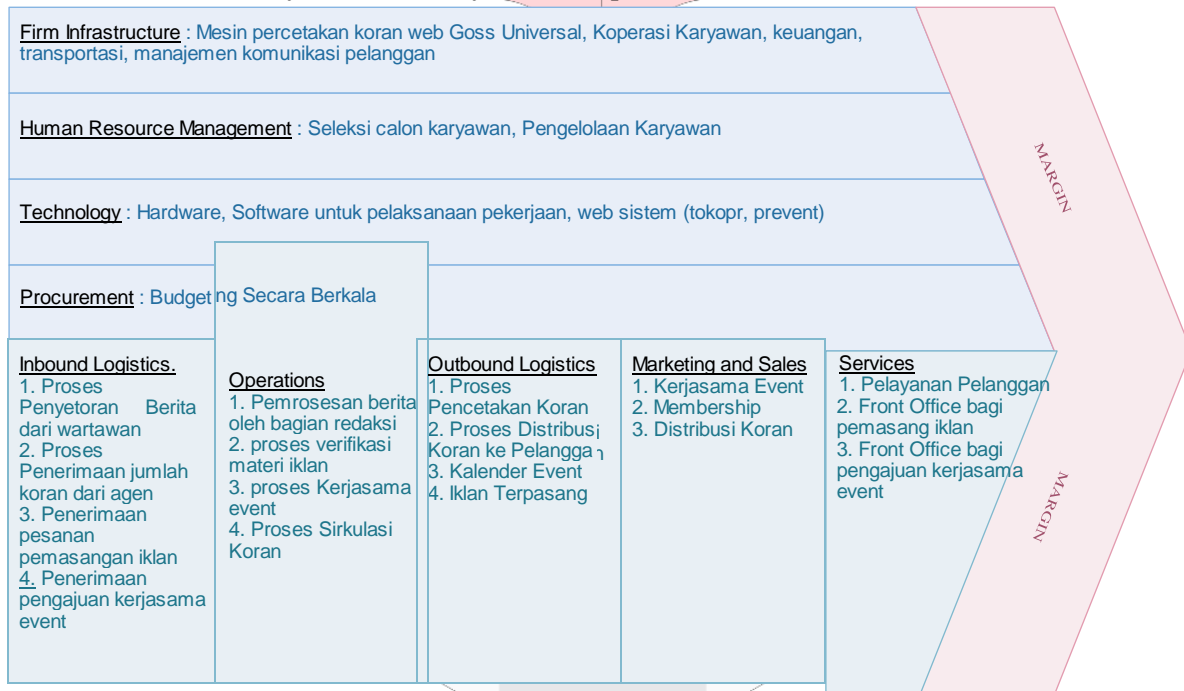 Firm Infrastructure : Mesin percetakan koran web Goss Universal, Koperasi Karyawan, keuangan,
transportasi, manajemen komunikasi pelanggan
Human Resource Management : Seleksi calon karyawan, Pengelolaan Karyawan
Technology : Hardware, Software untuk pelaksanaan pekerjaan, web sistem (tokopr, prevent)
Procurement : Budgetng Secara Berkala
Inbound Logistics.
1. Proses
Penyetoran Berita
dari wartawan
2. Proses
Penerimaan jumlah
koran dari agen
3. Penerimaan
pesanan
pemasangan iklan
4. Penerimaan
pengajuan kerjasama
event
Operations
1. Pemrosesan berita
oleh bagian redaksi
2. proses verifikasi
materi iklan
3. proses Kerjasama
event
4. Proses Sirkulasi
Koran
Outbound Logistics
1. Proses
Pencetakan Koran
2. Proses Distribusi
Koran ke Pelanggan
3. Kalender Event
4. Iklan Terpasang
Marketing and Sales
1. Kerjasama Event
2. Membership
3. Distribusi Koran
Services
1. Pelayanan Pelanggan
2. Front Office bagi
pemasang iklan
3. Front Office bagi
pengajuan kerjasama
event
MARGIN
MARGIN